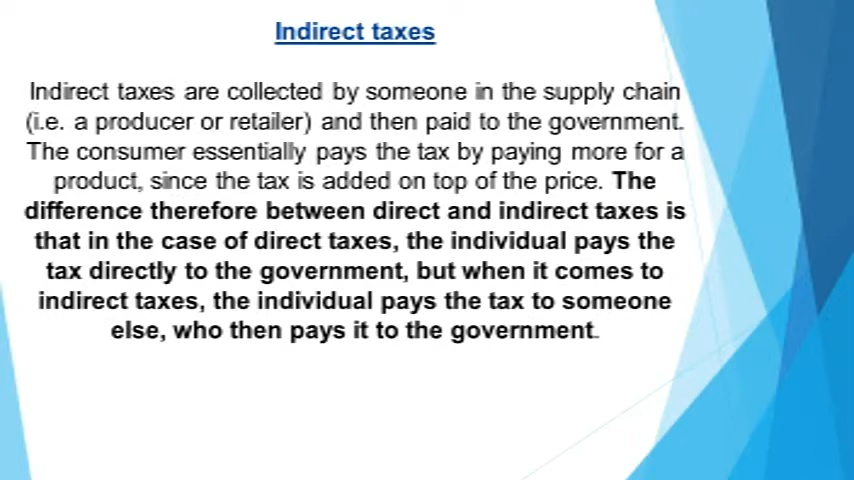 Indirect taxes
Indirect taxes are collected by someone in the supply chain
(i.e. a producer or retailer) and then paid to the government.
The consumer essentially pays the tax by paying more for a
product, since the tax is added on top of the price. The
difference therefore between direct and indirect taxes is
that in the case of direct taxes, the individual pays the
tax directly to the government, but when it comes to
indirect taxes, the individual pays the tax to someone
else, who then pays it to the government.